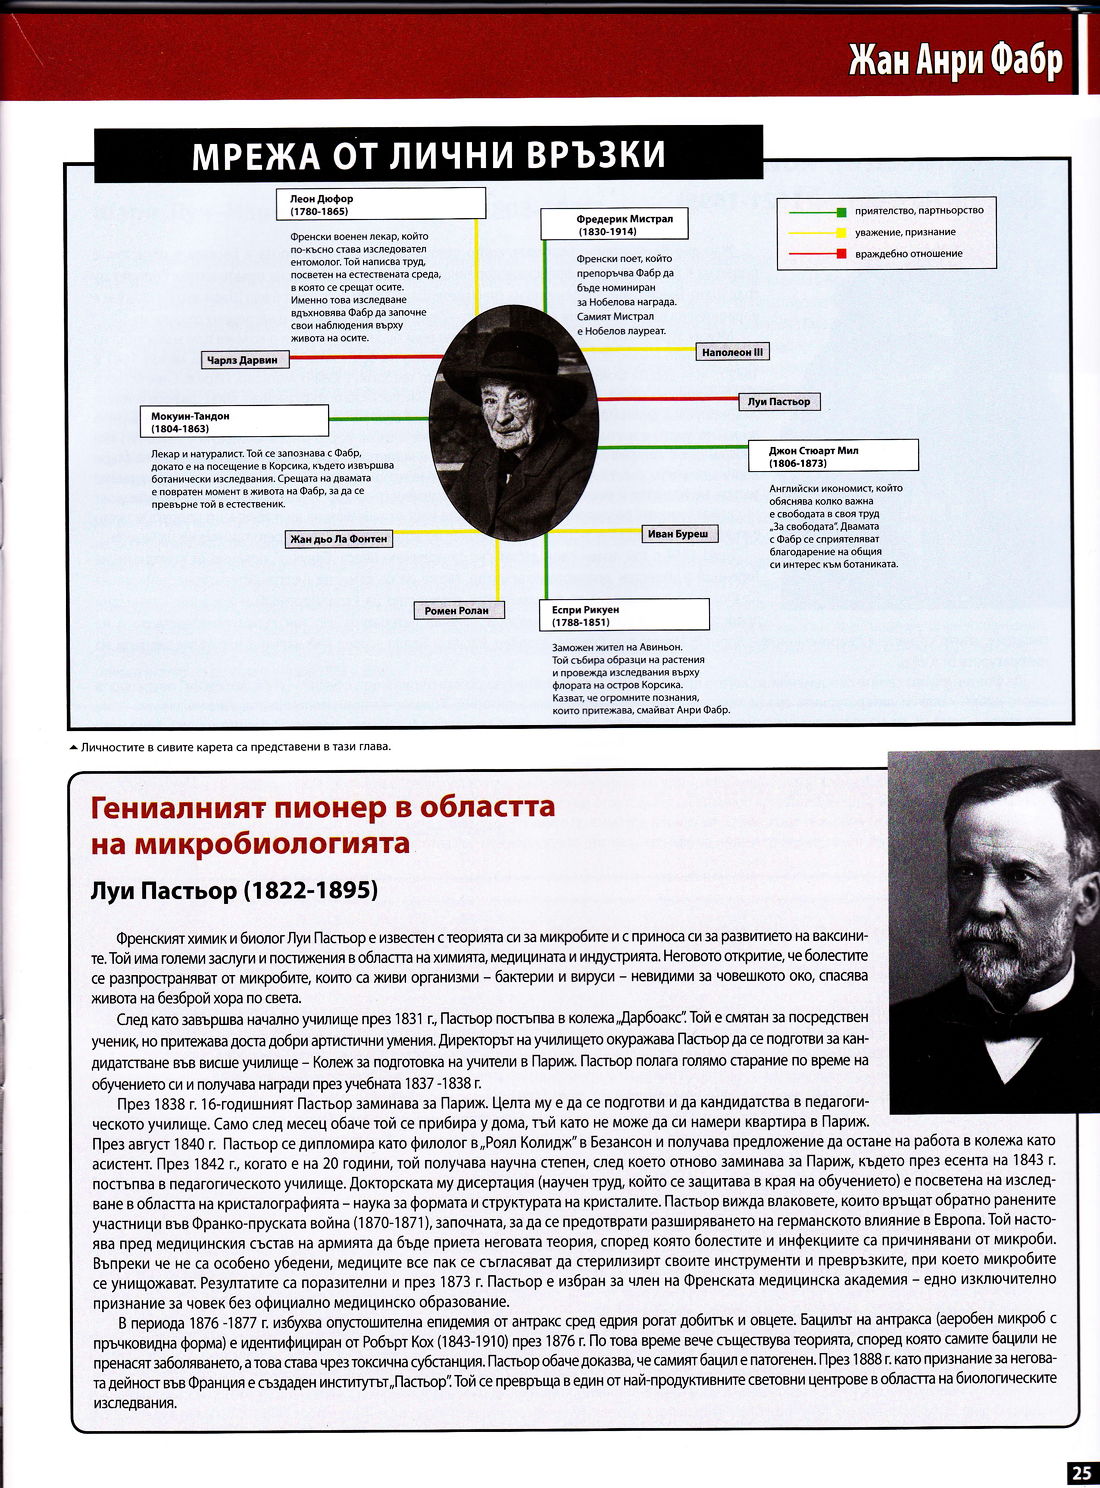 Жан Анри Фабр
МРЕЖА ОТ ЛИЧНИ ВРЪЗКИ
Леон Дюфор
(1780-1865)
Френски военен лекар, който
по-късно става изследовател
ентомолог. Той написва труд,
посветен на естествената среда,
в която се срещат осите.
Именно това изследване
вдъхновява Фабр да започне
свои наблюдения върху
живота на осите.
Фредерик Мистрал
(1830-1914)
Френски поет, който
препоръчва Фабр да
бъде номиниран
за Нобелова награда.
Самият Мистрал
е Нобелов лауреат.
приятелство, партньорство
уважение, признание
враждебно отношение
Чарлз Дарвин
Наполеон III
Луи Пастьор
Мокуин-Тандон
(1804-1863)
Лекар и натуралист. Той се запознава с Фабр,
докато е на посещение в Корсика, където извършва
ботанически изследвания. Срещата на двамата
е повратен момент в живота на Фабр, за да се
превърне той в естественик.
Джон Стюарт Мил
(1806-1873)
Английски икономист, който
обяснява колко важна
е свободата в своя труд
„За свободата“. Двамата
с Фабр се сприятеляват
благодарение на общия
си интерес към ботаниката.
Жан дьо Ла Фонтен
Иван Буреш
Ромен Ролан
Еспри Рикуен
(1788-1851)
Заможен жител на Авиньон.
Той събира образци на растения
и провежда изследвания върху
флората на остров Корсика.
Казват, че огромните познания,
които притежава, смайват Анри Фабр.
Личностите в сивите карета са представени в тази глава.
Гениалният пионер в областта
на микробиологията
Луи Пастьор (1822-1895)
Френският химик и биолог Луи Пастьор е известен с теорията си за микробите и с приноса си за развитието на ваксини-
те. Той има големи заслуги и постижения в областта на химията, медицината и индустрията. Неговото откритие, че болестите
се разпространяват от микробите, които са живи организми – бактерии и вируси – невидими за човешкото око, спасява
живота на безброй хора по света.
След като завършва начално училище през 1831 г., Пастьор постъпва в колежа „Дарбоакс“. Той е смятан за посредствен
ученик, но притежава доста добри артистични умения. Директорът на училището окуражава Пастьор да се подготви за кан-
дидатстване във висше училище – Колеж за подготовка на учители в Париж. Пастьор полага голямо старание по време на
обучението си и получава награди през учебната 1837 -1838 г.
През 1838 г. 16-годишният Пастьор заминава за Париж. Целта му е да се подготви и да кандидатства в педагоги-
ческото училище. Само след месец обаче той се прибира у дома, тъй като не може да си намери квартира в Париж.
През август 1840 г. Пастьор се дипломира като филолог в „Роял Колидж“ в Безансон и получава предложение да остане на работа в колежа като
асистент. През 1842 г., когато е на 20 години, той получава научна степен, след което отново заминава за Париж, където през есента на 1843 г.
постъпва в педагогическото училище. Докторската му дисертация (научен труд, който се защитава в края на обучението) е посветена на изслед-
ване в областта на кристалографията – наука за формата и структурата на кристалите. Пастьор вижда влаковете, които връщат обратно ранените
участници във Франко-пруската война (1870-1871), започната, за да се предотврати разширяването на германското влияние в Европа. Той насто-
ява пред медицинския състав на армията да бъде приета неговата теория, според която болестите и инфекциите са причинявани от микроби.
Въпреки че не са особено убедени, медиците все пак се съгласяват да стерилизирт своите инструменти и превръзките, при което микробите
се унищожават. Резултатите са поразителни и през 1873 г. Пастьор е избран за член на Френската медицинска академия – едно изключително
признание за човек без официално медицинско образование.
В периода 1876 -1877 г. избухва опустошителна епидемия от антракс сред едрия рогат добитък и овцете. Бацилът на антракса (аеробен микроб с
пръчковидна форма) е идентифициран от Робърт Кох (1843-1910) през 1876 г. По това време вече съществува теорията, според която самите бацили не
пренасят заболяването, а това става чрез токсична субстанция. Пастьор обаче доказва, че самият бацил е патогенен. През 1888 г. като признание за негова-
та дейност във Франция е създаден институтът „Пастьор“. Той се превръща в един от най-продуктивните световни центрове в областта на биологическите
изследвания.
25